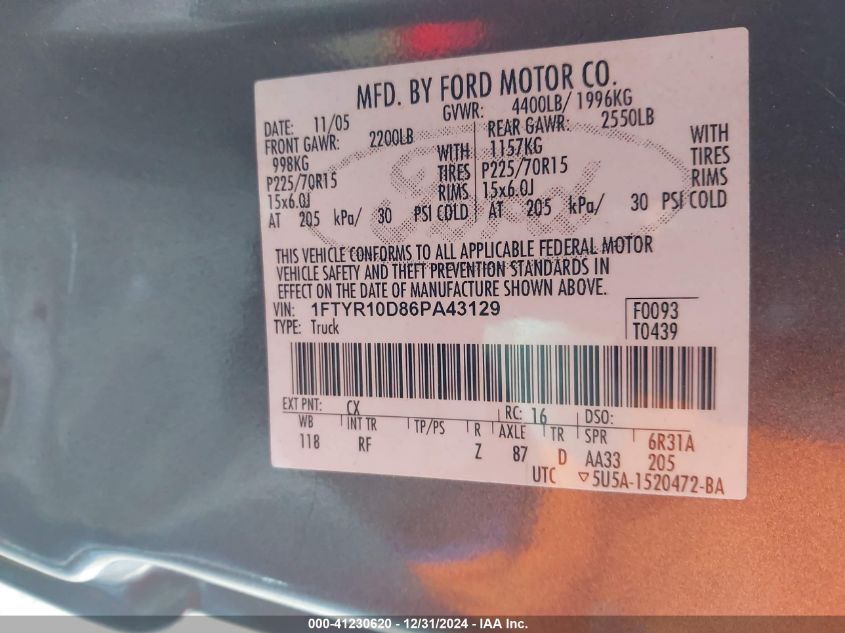 MFD. BY FORD MOTOR CO.
DATE: 11/05 GVWR: 4400LB/ 1996KG
FRONT GAWR: 2200LB REAR GAWR: 2550LB
998KG WITH 1157KG WITH
P225/70R15 TIRES P225/70R15 TIRES
15x6.0J RIMS 15x6.0J RIMS
AT 205 kPa/ 30 PSI COLD AT 205 kPa/ 30 PSI COLD
Ford
THIS VEHICLE CONFORMS TO ALL APPLICABLE FEDERAL MOTOR
VEHICLE SAFETY AND THEFT PREVENTION STANDARDS IN
EFFECT ON THE DATE OF MANUFACTURE SHOWN ABOVE.
VIN: 1FTYR10D86PA43129 F0093
TYPE: Truck T0439
EXT PNT: CX RC: 16 DSO:
WB INT TR TP/PS R AXLE TR SPR 6R31A
118 RF Z 87 D AA33 205
UTC ▽5U5A-1520472-BA
000-41230620 - 12/31/2024 - IAA Inc.